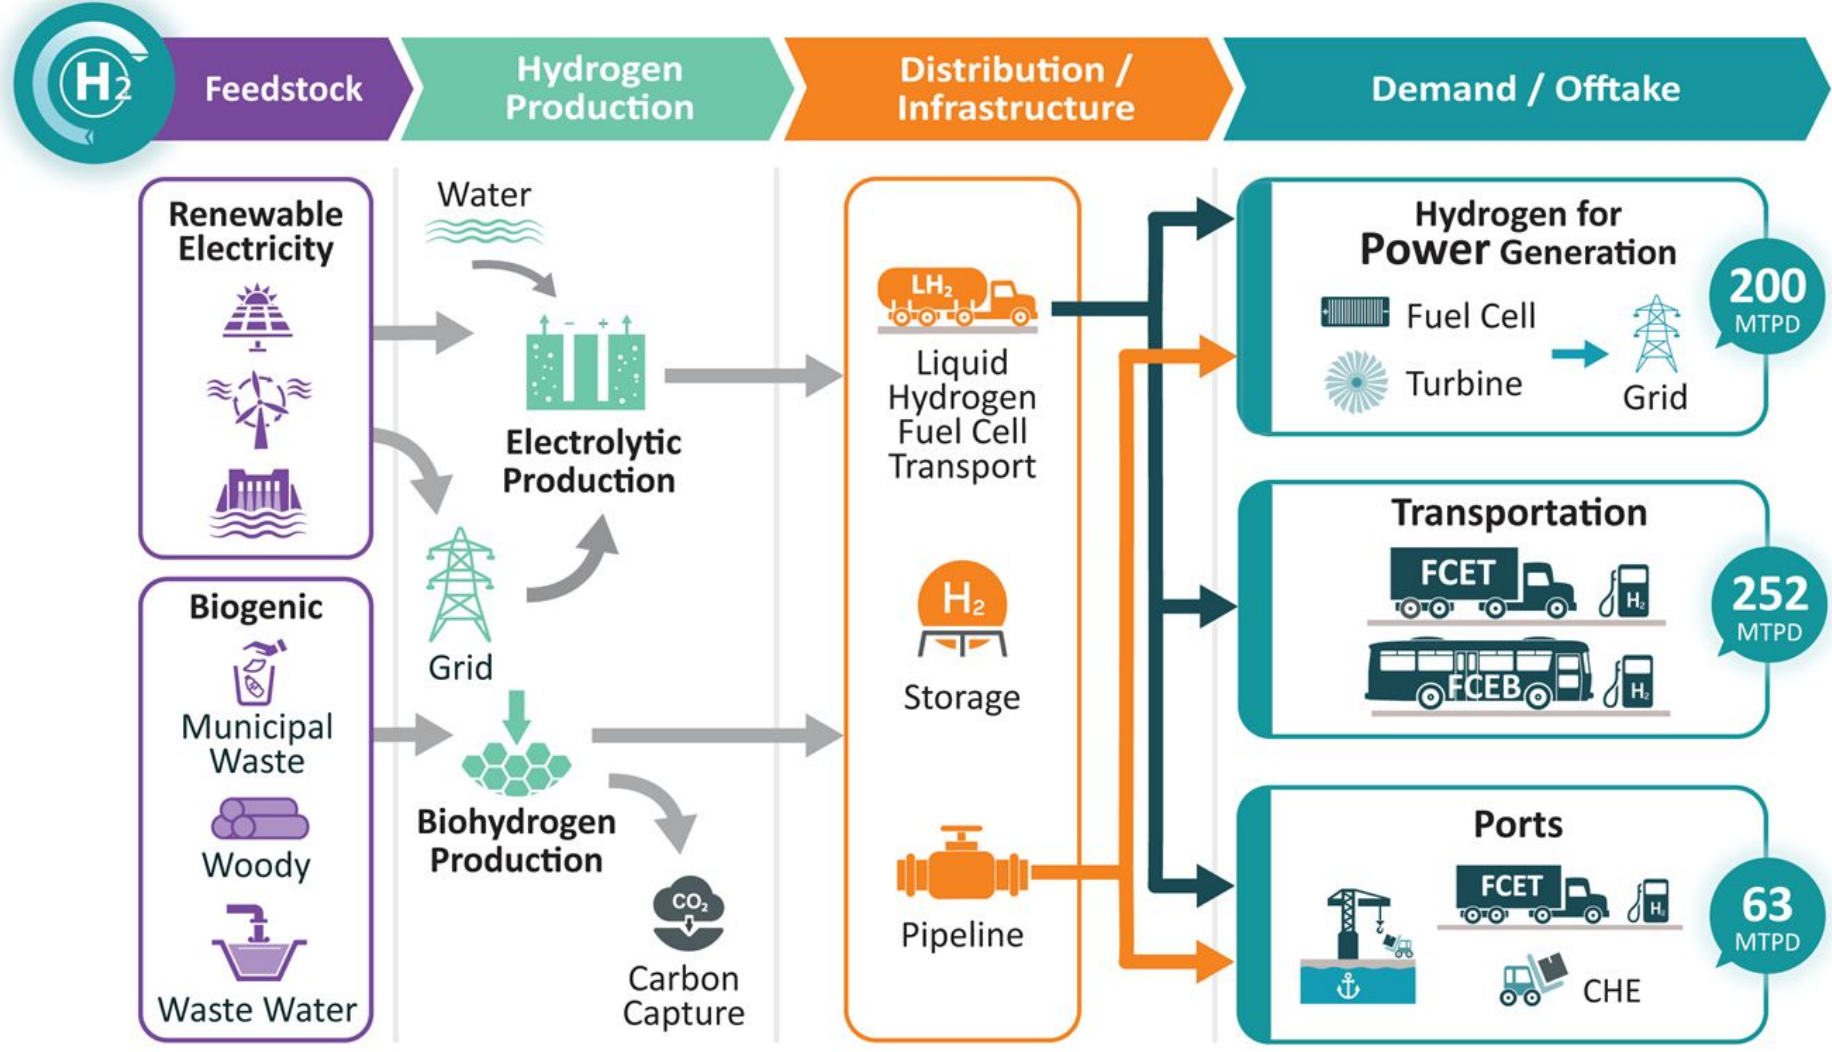 H2
Feedstock
Hydrogen
Production
Distribution /
Infrastructure
Demand / Offtake
Renewable
Electricity
Biogenic
Municipal
Waste
Woody
Waste Water
Water
- +
Electrolytic
Production
Grid
Biohydrogen
Production
CO₂
Carbon
Capture
LH₂
Liquid
Hydrogen
Fuel Cell
Transport
H₂
Storage
Pipeline
Hydrogen for
Power Generation
Fuel Cell
Turbine
Grid
200
MTPD
Transportation
FCET
H₂
FCEB
H₂
252
MTPD
Ports
FCET
H₂
CHE
63
MTPD